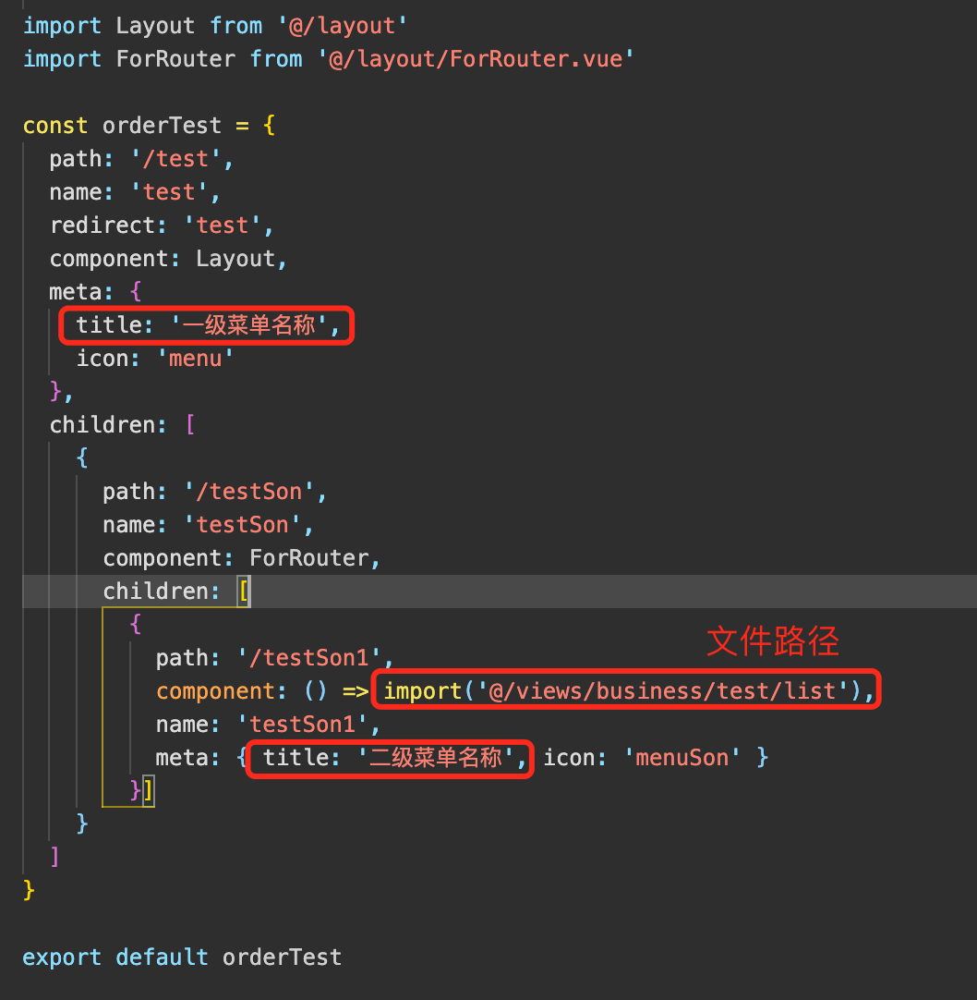 import Layout from '@/layout'
import ForRouter from '@/layout/ForRouter.vue'
const orderTest = {
path: '/test',
name: 'test',
redirect: 'test',
component: Layout,
meta: {
title: '一级菜单名称',
icon: 'menu'
},
children: [
{
path: '/testSon',
name: 'testSon',
component: ForRouter,
children: [
{
文件路径
path: '/testSon1',
component: () => import('@/views/business/test/list'),
name: 'testSon1',
meta: { title: '二级菜单名称', icon: 'menuSon' }
}]
}
]
}
export default orderTest